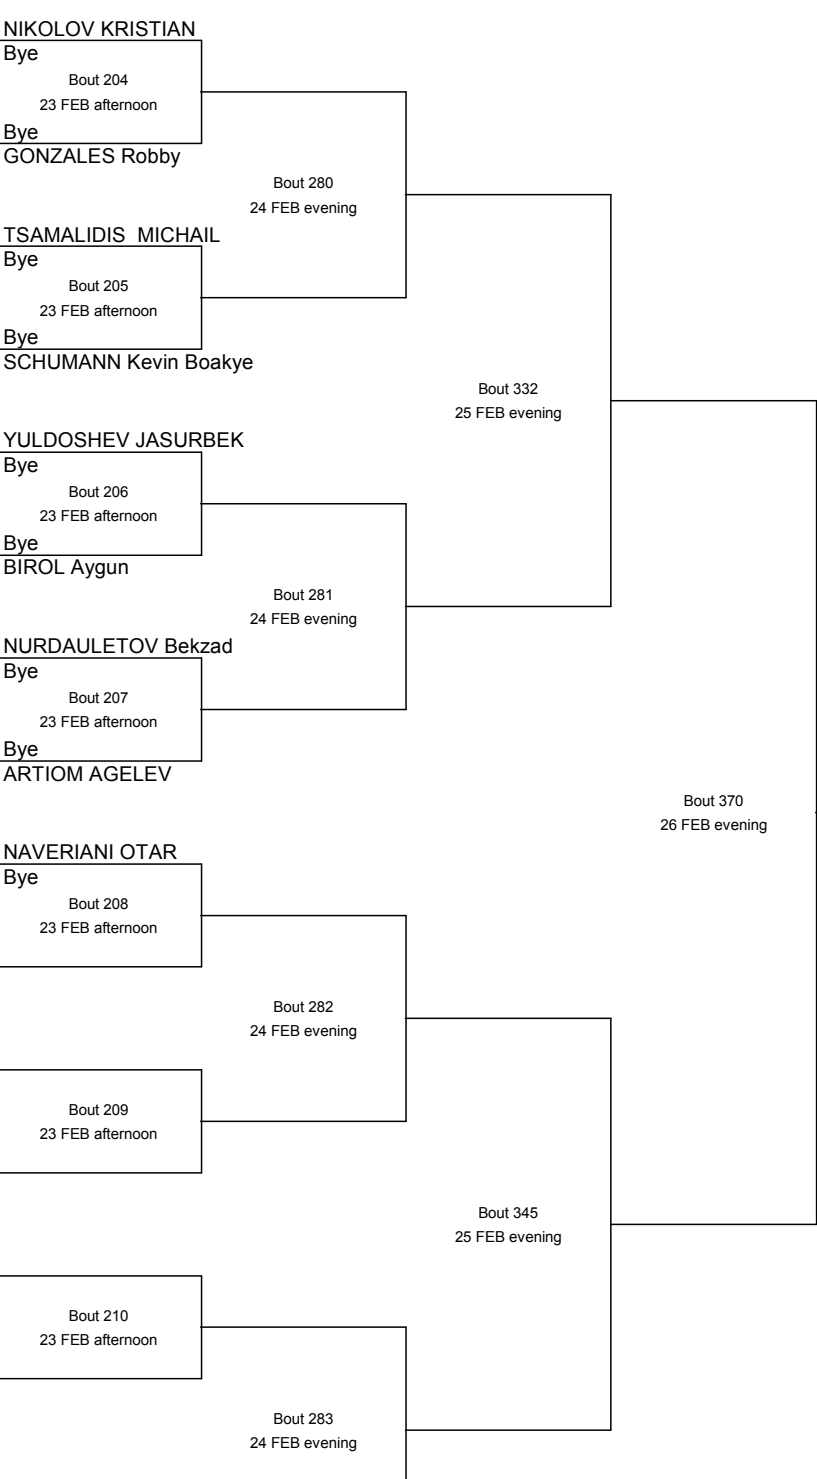 NIKOLOV KRISTIAN
Bye
Bout 204
23 FEB afternoon
Bye
GONZALES Robby
Bout 280
24 FEB evening
TSAMALIDIS  MICHAIL
Bye
Bout 205
23 FEB afternoon
Bye
SCHUMANN Kevin Boakye
Bout 332
25 FEB evening
YULDOSHEV JASURBEK
Bye
Bout 206
23 FEB afternoon
Bye
BIROL Aygun
Bout 281
24 FEB evening
NURDAULETOV Bekzad
Bye
Bout 207
23 FEB afternoon
Bye
ARTIOM AGELEV
Bout 370
26 FEB evening
NAVERIANI OTAR
Bye
Bout 208
23 FEB afternoon
Bout 282
24 FEB evening
Bout 209
23 FEB afternoon
Bout 345
25 FEB evening
Bout 210
23 FEB afternoon
Bout 283
24 FEB evening